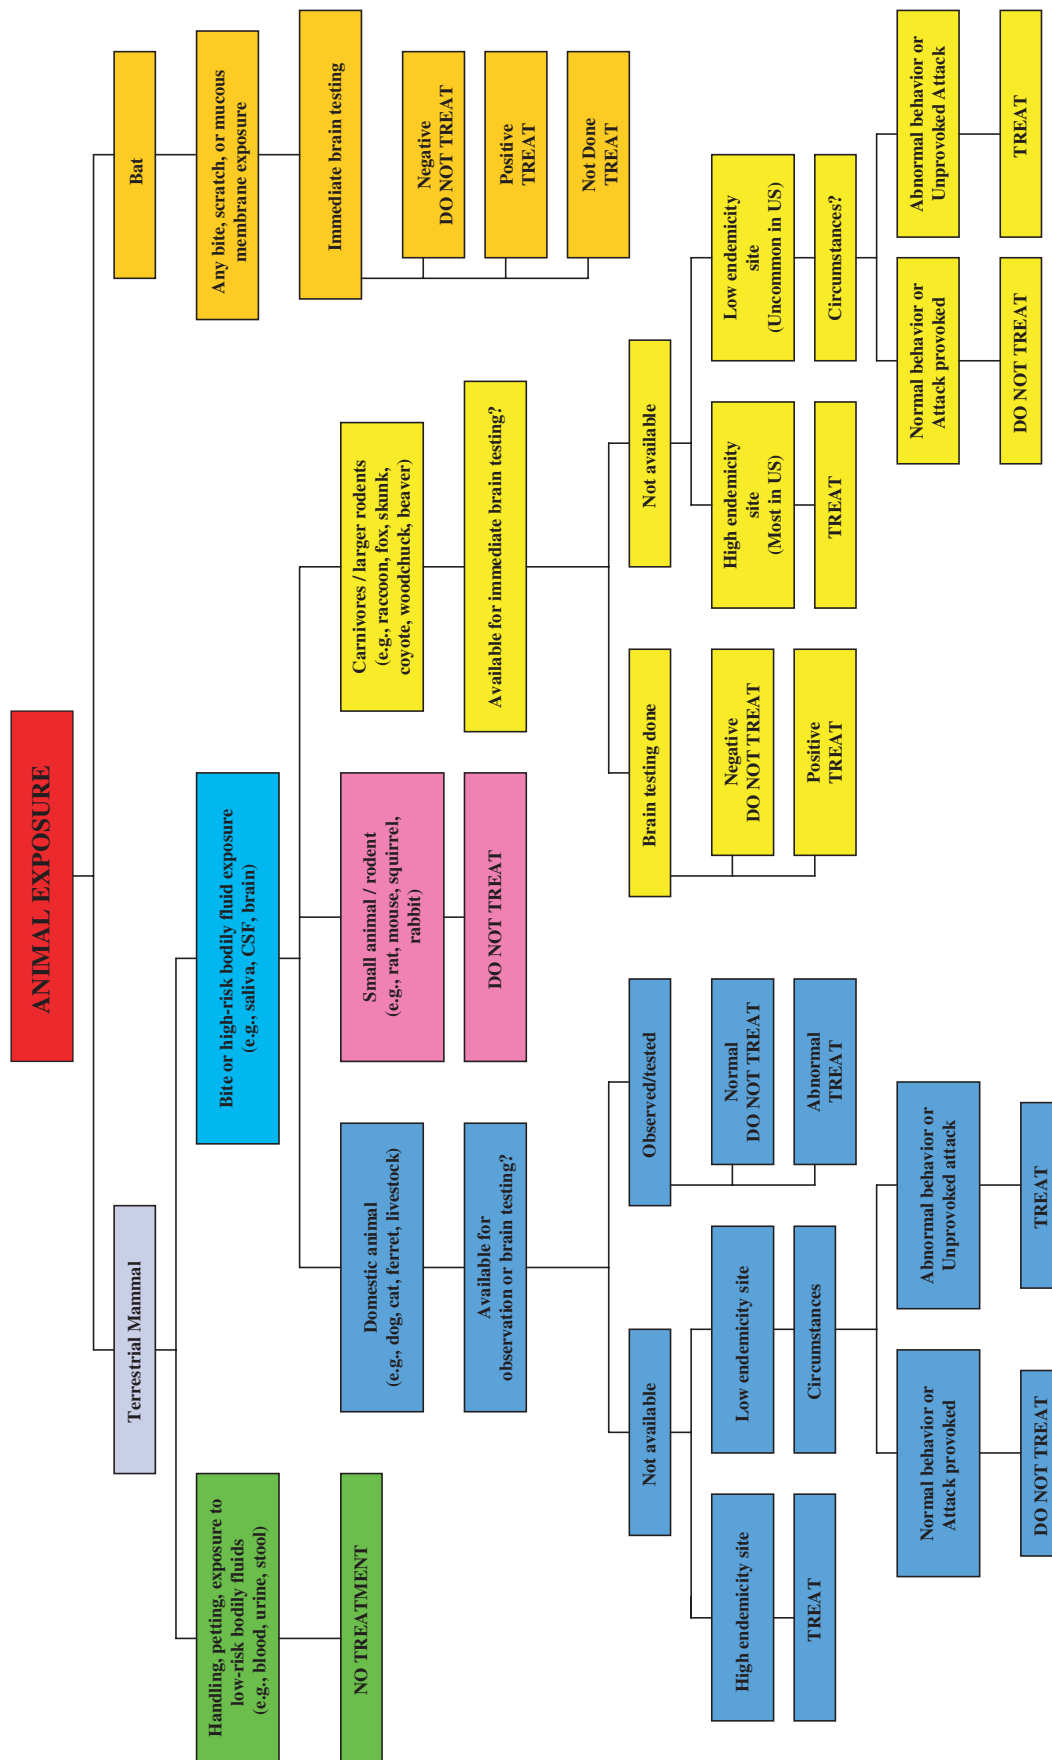 ANIMAL EXPOSURE
Terrestrial Mammal
Bat
Handling, petting, exposure to
low-risk bodily fluids
(e.g., blood, urine, stool)
NO TREATMENT
Bite or high-risk bodily fluid exposure
(e.g., saliva, CSF, brain)
Any bite, scratch, or mucous
membrane exposure
Immediate brain testing
Negative
DO NOT TREAT
Positive
TREAT
Not Done
TREAT
Domestic animal
(e.g., dog, cat, ferret, livestock)
Available for
observation or brain testing?
Small animal / rodent
(e.g., rat, mouse, squirrel,
rabbit)
DO NOT TREAT
Carnivores / larger rodents
(e.g., raccoon, fox, skunk,
coyote, woodchuck, beaver)
Available for immediate brain testing?
Not available
High endemicity site
TREAT
Low endemicity site
Circumstances
Normal behavior or
Attack provoked
DO NOT TREAT
Abnormal behavior or
Unprovoked attack
TREAT
Observed/tested
Normal
DO NOT TREAT
Abnormal
TREAT
Brain testing done
Negative
DO NOT TREAT
Positive
TREAT
Not available
High endemicity
site
(Most in US)
TREAT
Low endemicity
site
(Uncommon in US)
Circumstances?
Normal behavior or
Attack provoked
DO NOT TREAT
Abnormal behavior or
Unprovoked Attack
TREAT